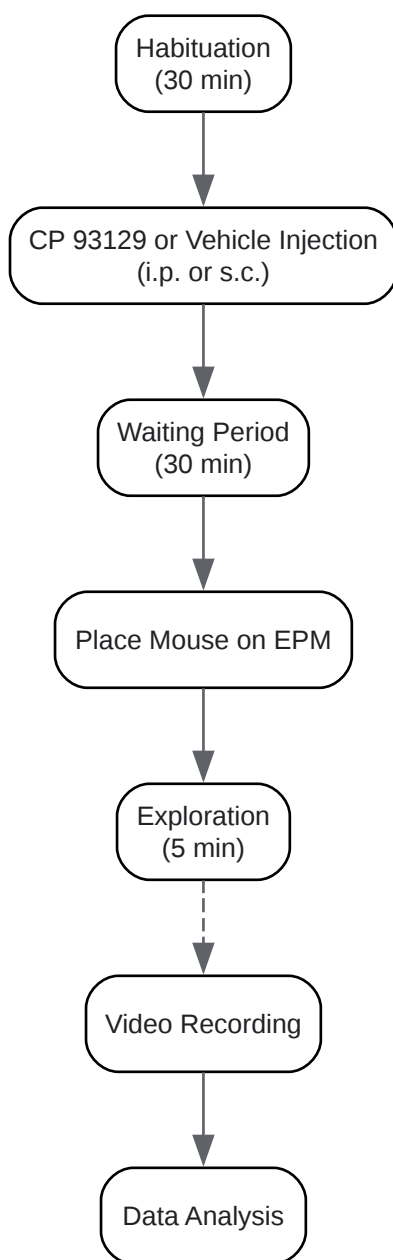 Habituation
(30 min)
CP 93129 or Vehicle Injection
(i.p. or s.c.)
Waiting Period
(30 min)
Place Mouse on EPM
Exploration
(5 min)
Video Recording
Data Analysis